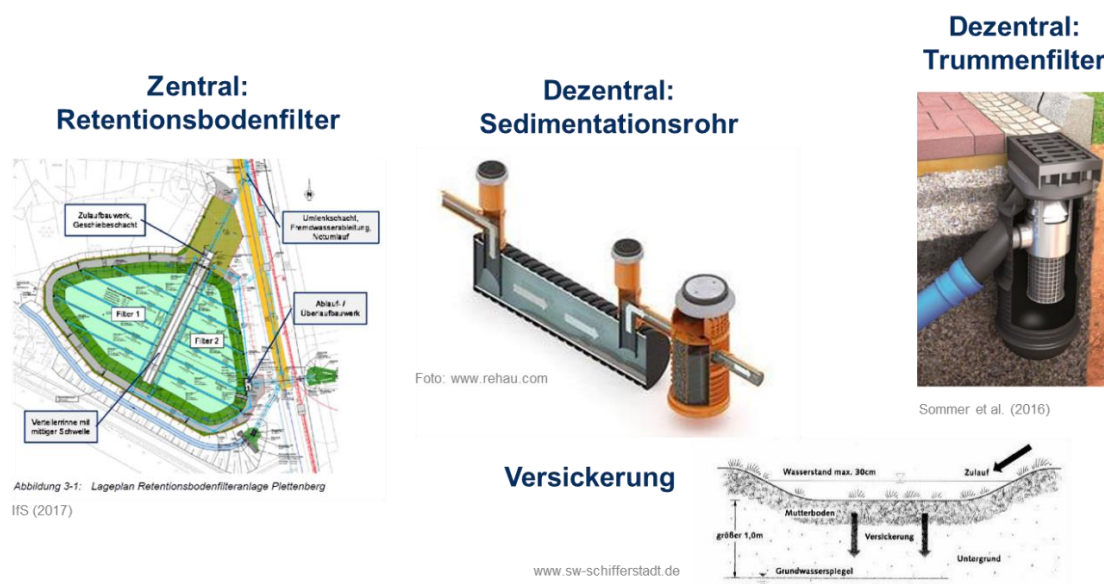 Zentral:
Retentionsbodenfilter
Zulaufbauwerk,
Geschiebeschacht
Umlenkschacht,
Fremdwasserableitung,
Notumlauf
Filter 1
Filter 2
Ablauf- /
Überlaufbauwerk
Verteilerrinne mit
mittiger Schwelle
Abbildung 3-1: Lageplan Retentionsbodenfilteranlage Plettenberg
IfS (2017)
Dezentral:
Sedimentationsrohr
Foto: www.rehau.com
Dezentral:
Trummenfilter
Sommer et al. (2016)
Versickerung
Wasserstand max. 30cm
Zulauf
Mutterboden
größer 1,0m
Versickerung
Untergrund
Grundwasserspiegel
www.sw-schifferstadt.de